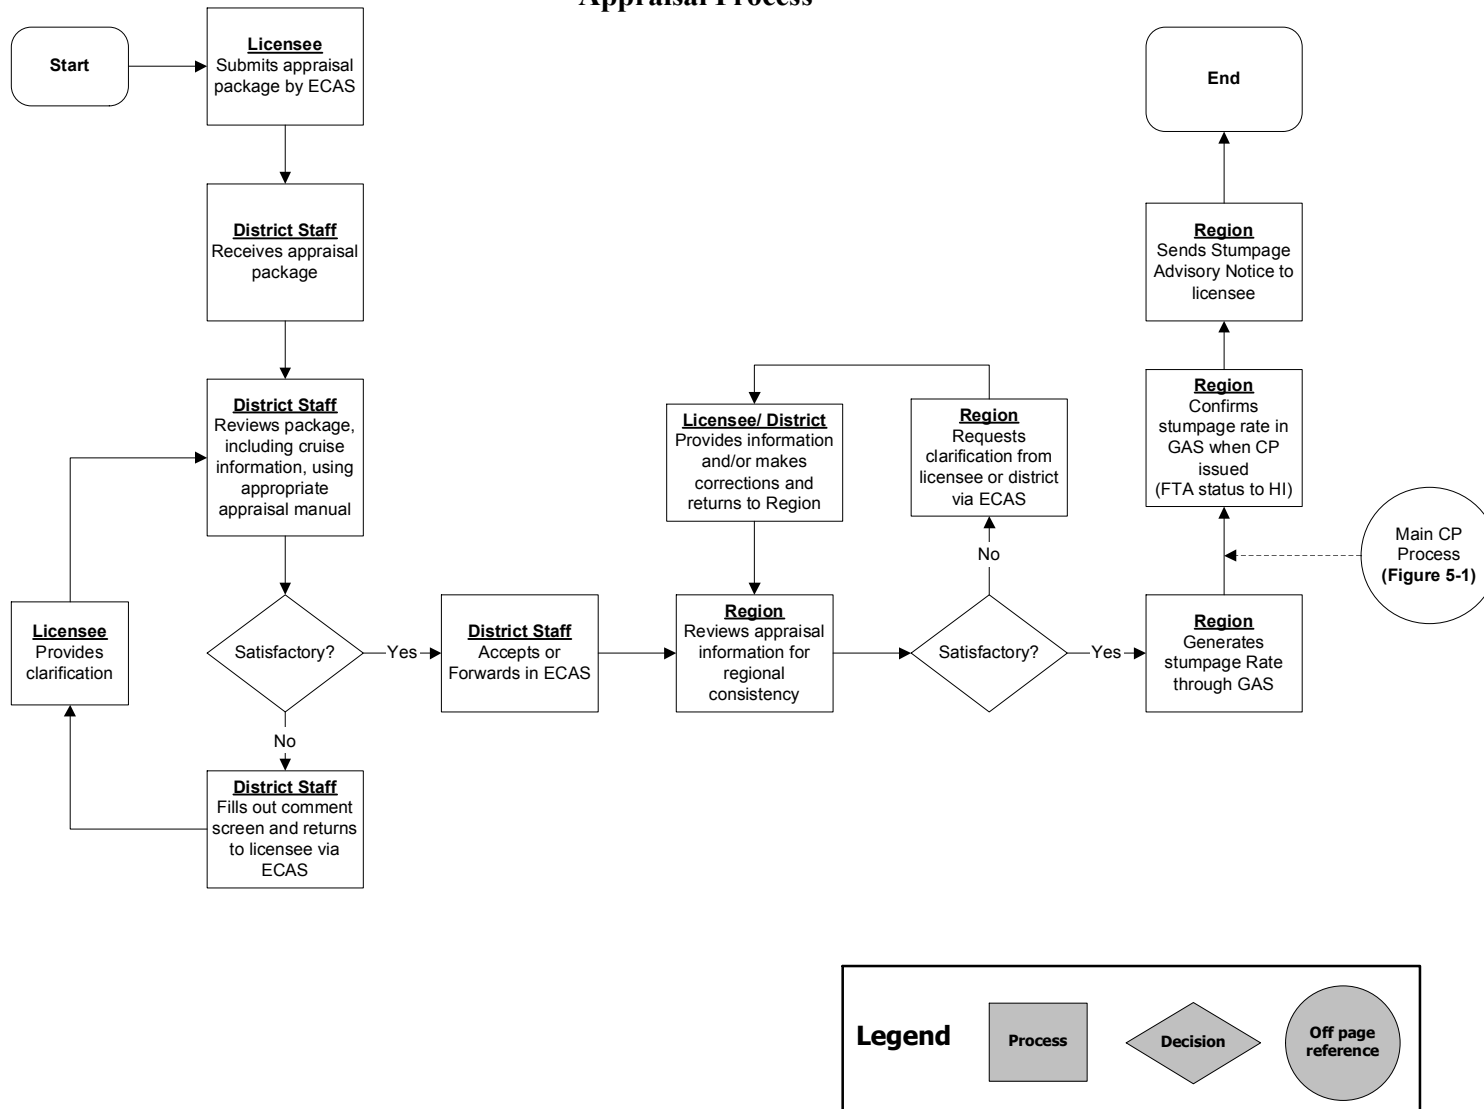 Appraisal Process
Start
Licensee
Submits appraisal
package by ECAS
District Staff
Receives appraisal
package
District Staff
Reviews package,
including cruise
information, using
appropriate
appraisal manual
Satisfactory?
No
District Staff
Fills out comment
screen and returns
to licensee via
ECAS
Licensee
Provides
clarification
Yes
District Staff
Accepts or
Forwards in ECAS
Region
Reviews appraisal
information for
regional
consistency
Satisfactory?
No
Region
Requests
clarification from
licensee or district
via ECAS
Licensee/ District
Provides information
and/or makes
corrections and
returns to Region
Yes
Region
Generates
stumpage Rate
through GAS
Main CP
Process
(Figure 5-1)
Region
Confirms
stumpage rate in
GAS when CP
issued
(FTA status to HI)
Region
Sends Stumpage
Advisory Notice to
licensee
End
Legend
Process
Decision
Off page
reference